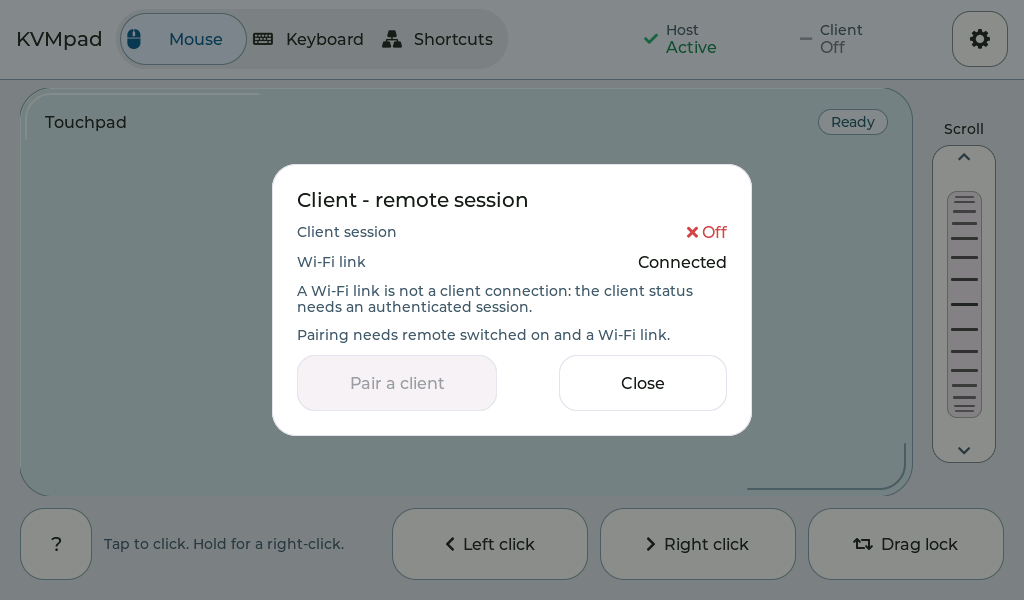 KVMpad
Mouse
Keyboard
Shortcuts
Host
Active
Client
Off
Touchpad
Ready
Scroll
Client - remote session
Client session
Off
Wi-Fi link
Connected
A Wi-Fi link is not a client connection: the client status
needs an authenticated session.
Pairing needs remote switched on and a Wi-Fi link.
Pair a client
Close
?
Tap to click. Hold for a right-click.
Left click
Right click
Drag lock